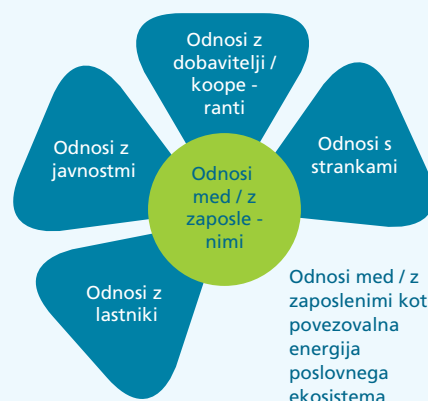 Odnosi z
dobavitelji /
koope -
ranti
Odnosi z
javnostmi
Odnosi s
strankami
Odnosi
med / z
zaposle -
nimi
Odnosi z
lastniki
Odnosi med / z
zaposlenimi kot
povezovalna
energija
poslovnega
ekosistema